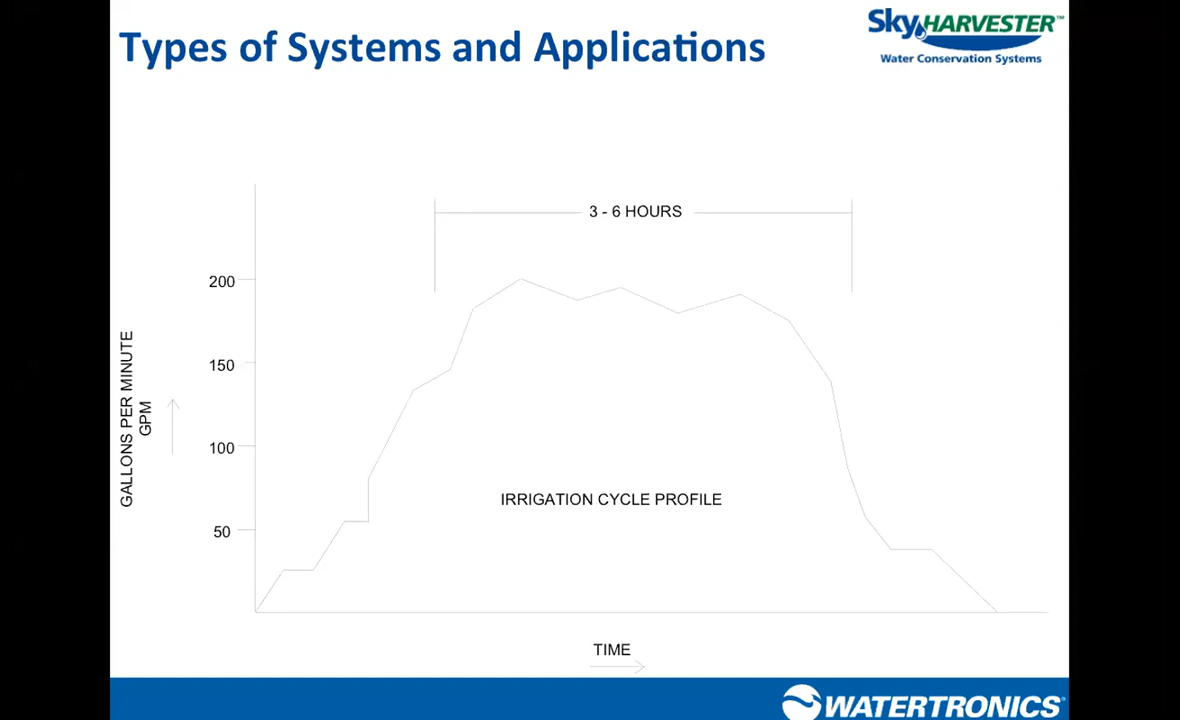 Types of Systems and Applications
SkyHARVESTER™
Water Conservation Systems
3 - 6 HOURS
200
150
100
50
GALLONS PER MINUTE
GPM
IRRIGATION CYCLE PROFILE
TIME
WATERTRONICS®